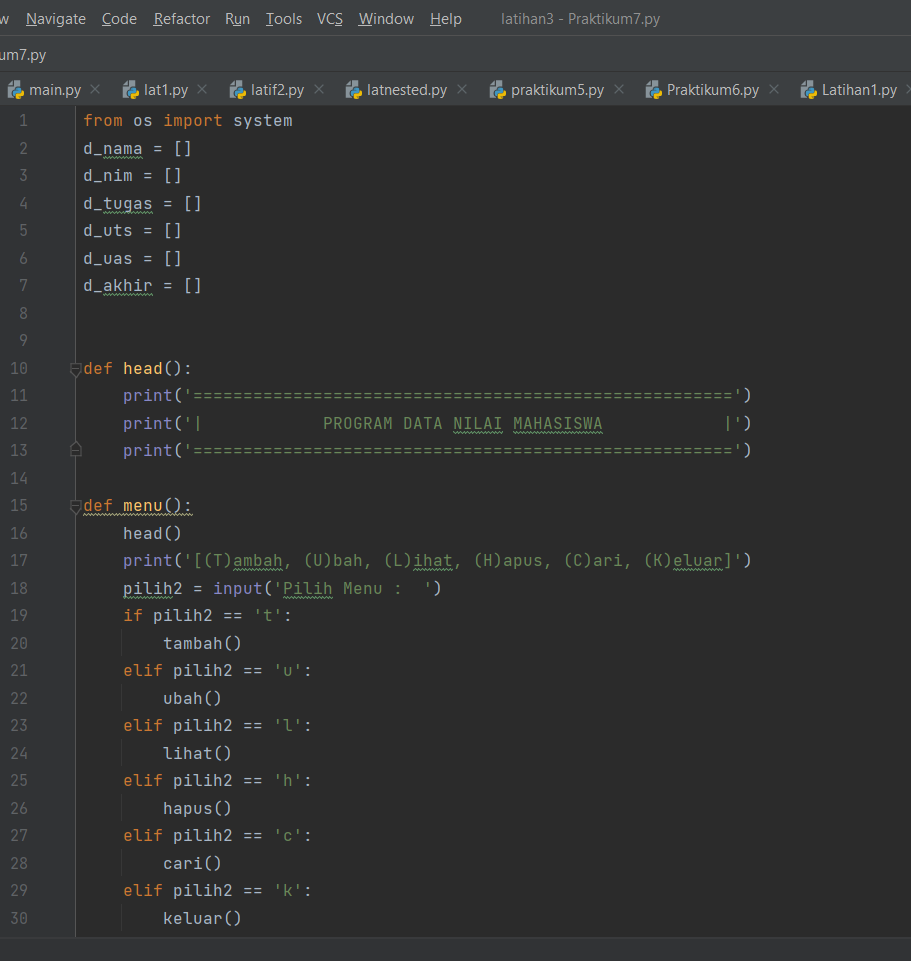 w Navigate Code Refactor Run Tools VCS Window Help latihan3 - Praktikum7.py
um7.py
main.py lat1.py latif2.py latnested.py praktikum5.py Praktikum6.py Latihan1.py
1 from os import system
2 d_nama = []
3 d_nim = []
4 d_tugas = []
5 d_uts = []
6 d_uas = []
7 d_akhir = []
8
9
10 def head():
11 print('======================================================')
12 print('|            PROGRAM DATA NILAI MAHASISWA            |')
13 print('======================================================')
14
15 def menu():
16 head()
17 print('[(T)ambah, (U)bah, (L)ihat, (H)apus, (C)ari, (K)eluar]')
18 pilih2 = input('Pilih Menu :  ')
19 if pilih2 == 't':
20 tambah()
21 elif pilih2 == 'u':
22 ubah()
23 elif pilih2 == 'l':
24 lihat()
25 elif pilih2 == 'h':
26 hapus()
27 elif pilih2 == 'c':
28 cari()
29 elif pilih2 == 'k':
30 keluar()